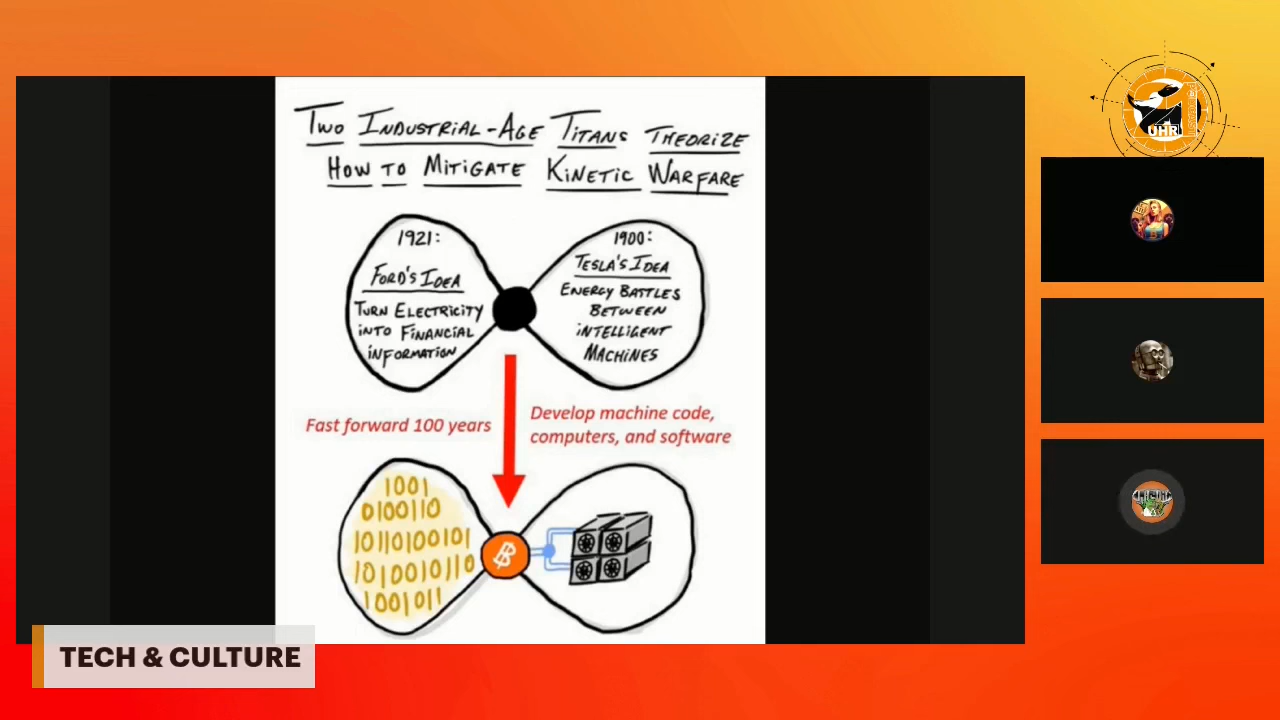 Two Industrial-Age Titans Theorize
How to Mitigate Kinetic Warfare
1921:
Ford's Idea
Turn Electricity
into Financial
information
1900:
Tesla's Idea
Energy Battles
Between
intelligent
Machines
Fast forward 100 years
Develop machine code,
computers, and software
1001
0100110
10110100101
1010010110
1001011
TECH & CULTURE
UHR